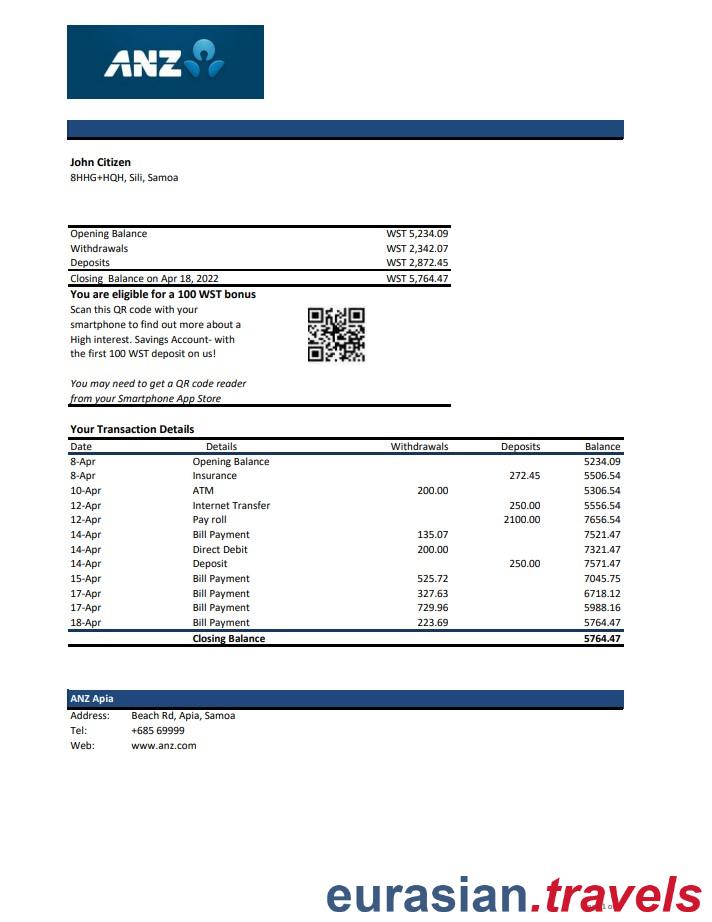 ANZ
John Citizen
8HHG+HQH, Sili, Samoa
Opening Balance WST 5,234.09
Withdrawals WST 2,342.07
Deposits WST 2,872.45
Closing Balance on Apr 18, 2022 WST 5,764.47
You are eligible for a 100 WST bonus
Scan this QR code with your
smartphone to find out more about a
High interest. Savings Account- with
the first 100 WST deposit on us!
You may need to get a QR code reader
from your Smartphone App Store
Your Transaction Details
Date Details Withdrawals Deposits Balance
8-Apr Opening Balance 5234.09
8-Apr Insurance 272.45 5506.54
10-Apr ATM 200.00 5306.54
12-Apr Internet Transfer 250.00 5556.54
12-Apr Pay roll 2100.00 7656.54
14-Apr Bill Payment 135.07 7521.47
14-Apr Direct Debit 200.00 7321.47
14-Apr Deposit 250.00 7571.47
15-Apr Bill Payment 525.72 7045.75
17-Apr Bill Payment 327.63 6718.12
17-Apr Bill Payment 729.96 5988.16
18-Apr Bill Payment 223.69 5764.47
Closing Balance 5764.47
ANZ Apia
Address: Beach Rd, Apia, Samoa
Tel: +685 69999
Web: www.anz.com
eurasian.travels